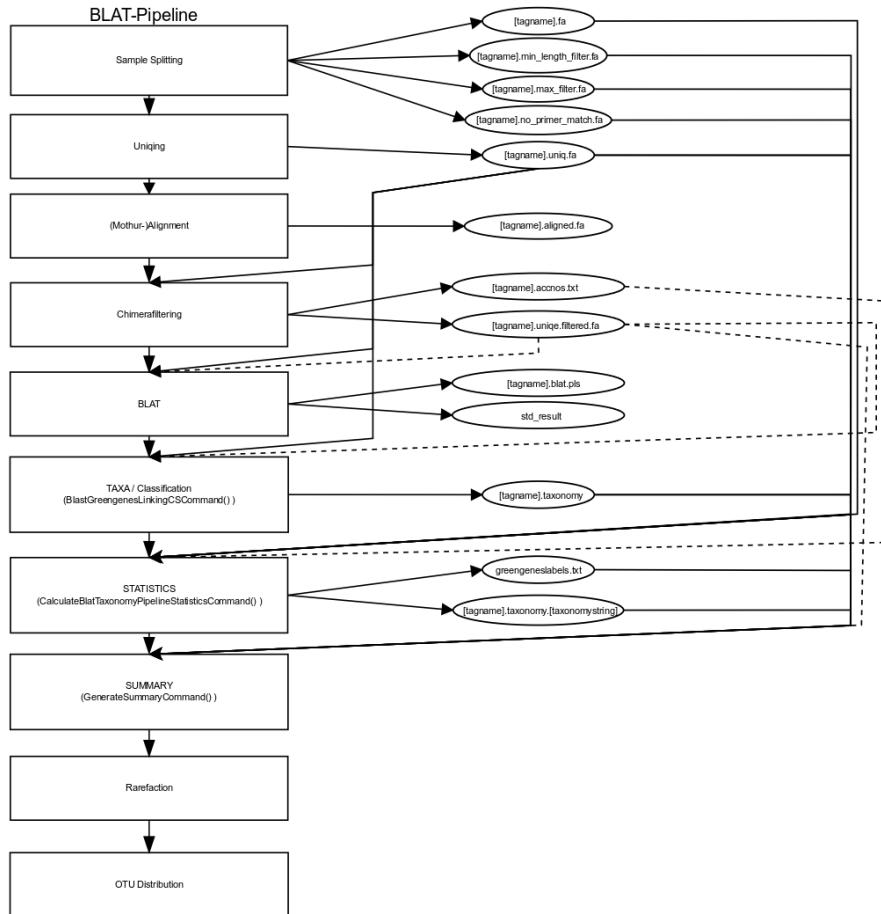 BLAT-Pipeline
Sample Splitting
[tagname].fa
[tagname].min_length_filter.fa
[tagname].max_filter.fa
[tagname].no_primer_match.fa
Uniqing
[tagname].uniq.fa
(Mothur-)Alignment
[tagname].aligned.fa
Chimerafiltering
[tagname].accnos.txt
[tagname].uniqe.filtered.fa
BLAT
[tagname].blat.pls
std_result
TAXA / Classification
(BlastGreengenesLinkingCSCommand() )
[tagname].taxonomy
STATISTICS
(CalculateBlatTaxonomyPipelineStatisticsCommand() )
greengeneslabels.txt
[tagname].taxonomy.[taxonomystring]
SUMMARY
(GenerateSummaryCommand() )
Rarefaction
OTU Distribution